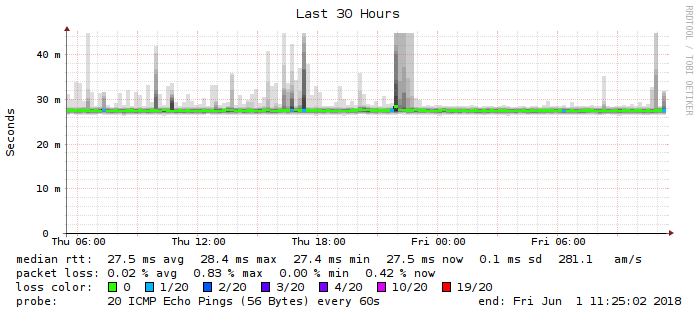 Last 30 Hours
RRDTOOL / TOBI OETIKER
Seconds
40 m
30 m
20 m
10 m
0
Thu 06:00 Thu 12:00 Thu 18:00 Fri 00:00 Fri 06:00
median rtt: 27.5 ms avg 28.4 ms max 27.4 ms min 27.5 ms now 0.1 ms sd 281.1 am/s
packet loss: 0.02 % avg 0.83 % max 0.00 % min 0.42 % now
loss color: 0 1/20 2/20 3/20 4/20 10/20 19/20
probe: 20 ICMP Echo Pings (56 Bytes) every 60s end: Fri Jun 1 11:25:02 2018